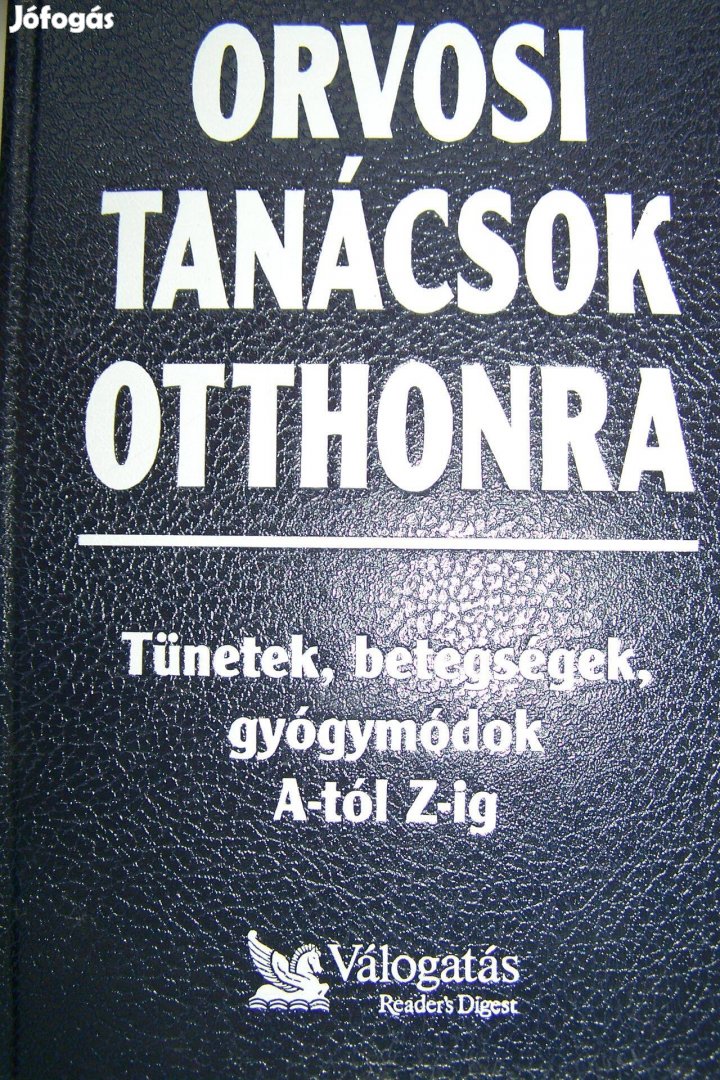 Jófogás
ORVOSI
TANÁCSOK
OTTHONRA
Tünetek, betegségek,
gyógymódok
A-tól Z-ig
Válogatás
Reader's Digest